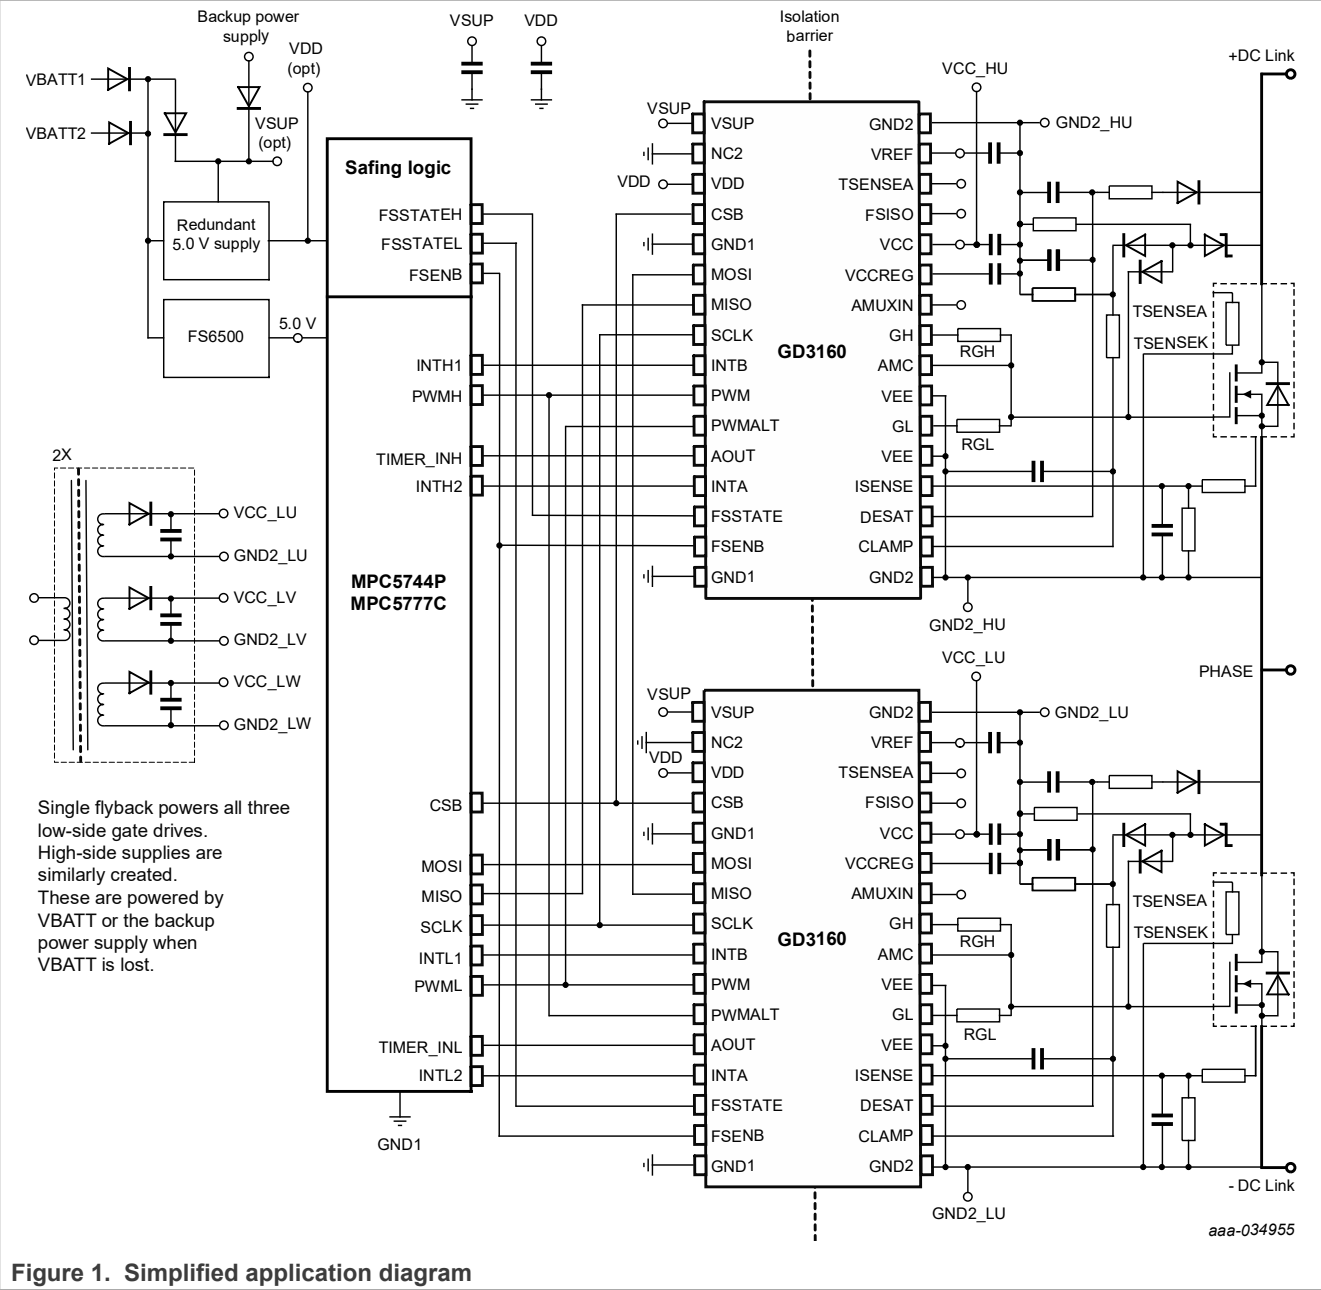 Backup power
supply
VDD
(opt)
VBATT1
VBATT2
VSUP
(opt)
VSUP
VDD
Isolation
barrier
Redundant
5.0 V supply
FS6500
5.0 V
Safing logic
FSSTATEH
FSSTATEL
FSENB
INTH1
PWMH
TIMER_INH
INTH2
MPC5744P
MPC5777C
CSB
MOSI
MISO
SCLK
INTL1
PWML
TIMER_INL
INTL2
GND1
2X
VCC_LU
GND2_LU
VCC_LV
GND2_LV
VCC_LW
GND2_LW
Single flyback powers all three
low-side gate drives.
High-side supplies are
similarly created.
These are powered by
VBATT or the backup
power supply when
VBATT is lost.
VSUP
VDD
VSUP
NC2
VDD
CSB
GND1
MOSI
MISO
SCLK
INTB
PWM
PWMALT
AOUT
INTA
FSSTATE
FSENB
GND1
GD3160
GND2
VREF
TSENSEA
FSISO
VCC
VCCREG
AMUXIN
GH
AMC
VEE
GL
VEE
ISENSE
DESAT
CLAMP
GND2
VCC_HU
GND2_HU
RGH
RGL
GND2_HU
+DC Link
TSENSEA
TSENSEK
PHASE
VSUP
VDD
VSUP
NC2
VDD
CSB
GND1
MOSI
MISO
SCLK
INTB
PWM
PWMALT
AOUT
INTA
FSSTATE
FSENB
GND1
GD3160
GND2
VREF
TSENSEA
FSISO
VCC
VCCREG
AMUXIN
GH
AMC
VEE
GL
VEE
ISENSE
DESAT
CLAMP
GND2
VCC_LU
GND2_LU
RGH
RGL
GND2_LU
TSENSEA
TSENSEK
- DC Link
aaa-034955
Figure 1. Simplified application diagram